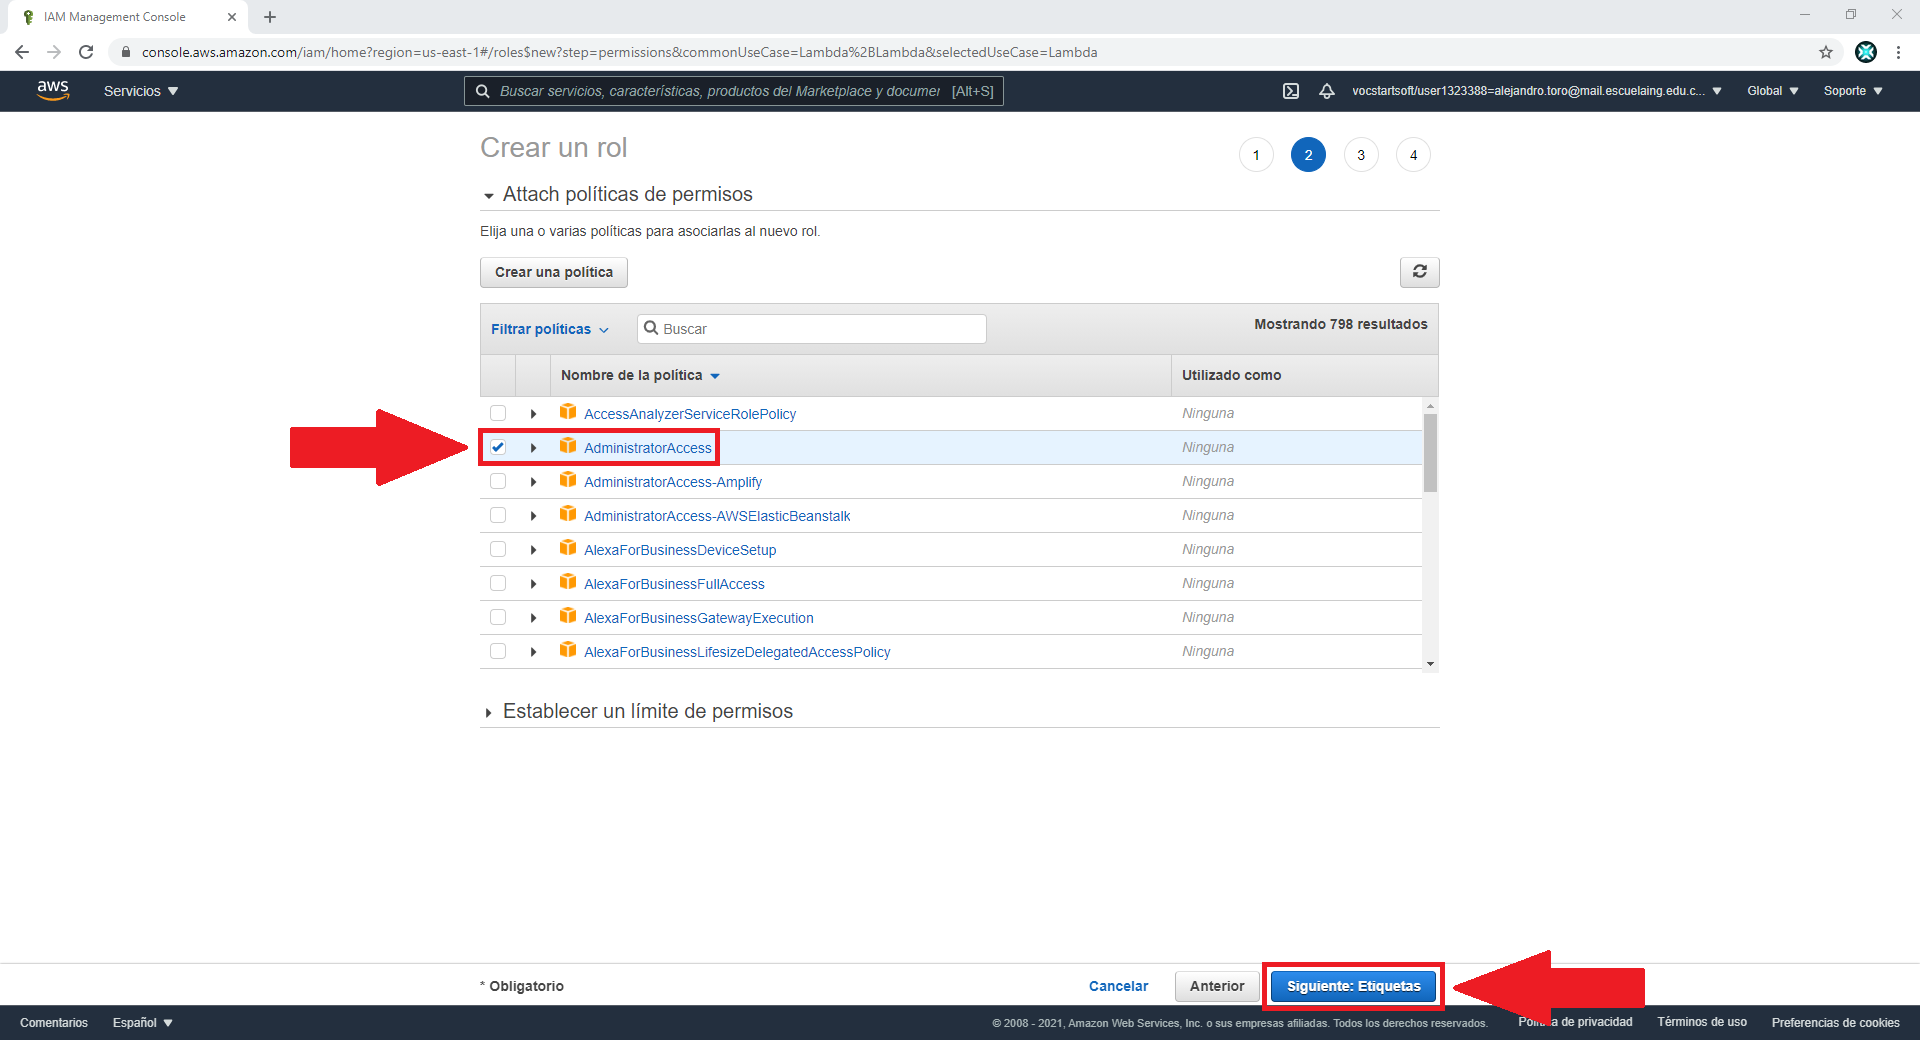 IAM Management Console
console.aws.amazon.com/iam/home?region=us-east-1#/roles$new?step=permissions&commonUseCase=Lambda%2BLambda&selectedUseCase=Lambda
aws
Servicios
Buscar servicios, características, productos del Marketplace y documer [Alt+S]
vocstartsoft/user1323388=alejandro.toro@mail.escuelaing.edu.c...
Global
Soporte
Crear un rol
1 2 3 4
Attach políticas de permisos
Elija una o varias políticas para asociarlas al nuevo rol.
Crear una política
Filtrar políticas
Buscar
Mostrando 798 resultados
Nombre de la política Utilizado como
AccessAnalyzerServiceRolePolicy Ninguna
AdministratorAccess Ninguna
AdministratorAccess-Amplify Ninguna
AdministratorAccess-AWSElasticBeanstalk Ninguna
AlexaForBusinessDeviceSetup Ninguna
AlexaForBusinessFullAccess Ninguna
AlexaForBusinessGatewayExecution Ninguna
AlexaForBusinessLifesizeDelegatedAccessPolicy Ninguna
Establecer un límite de permisos
* Obligatorio
Cancelar
Anterior
Siguiente: Etiquetas
Comentarios
Español
© 2008 - 2021, Amazon Web Services, Inc. o sus empresas afiliadas. Todos los derechos reservados.
de privacidad
Términos de uso
Preferencias de cookies